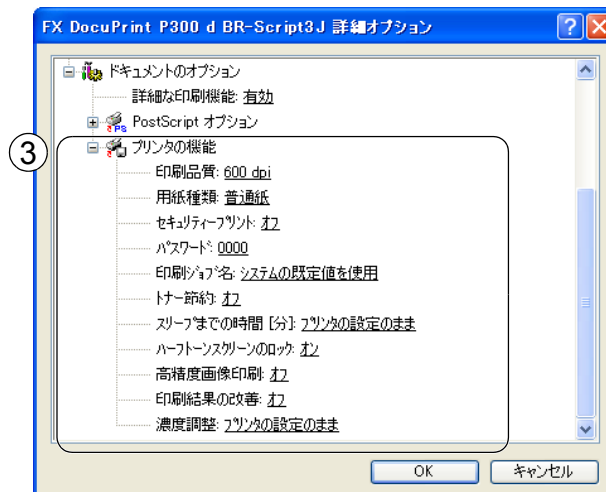 FX DocuPrint P300 d BR-Script3J 詳細オプション
ドキュメントのオプション
詳細な印刷機能: 有効
PostScript オプション
③ プリンタの機能
印刷品質: 600 dpi
用紙種類: 普通紙
セキュリティープリント: オフ
パスワード: 0000
印刷ジョブ名: システムの既定値を使用
トナー節約: オフ
スリープまでの時間 [分]: プリンタの設定のまま
ハーフトーンスクリーンのロック: オン
高精度画像印刷: オフ
印刷結果の改善: オフ
濃度調整: プリンタの設定のまま
OK キャンセル